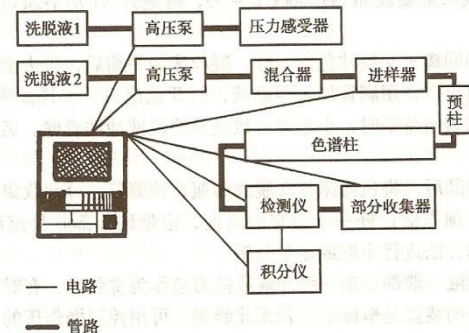 洗脱液1 高压泵 压力感受器
洗脱液2 高压泵 混合器 进样器
预柱
色谱柱
检测仪 部分收集器
积分仪
电路
管路